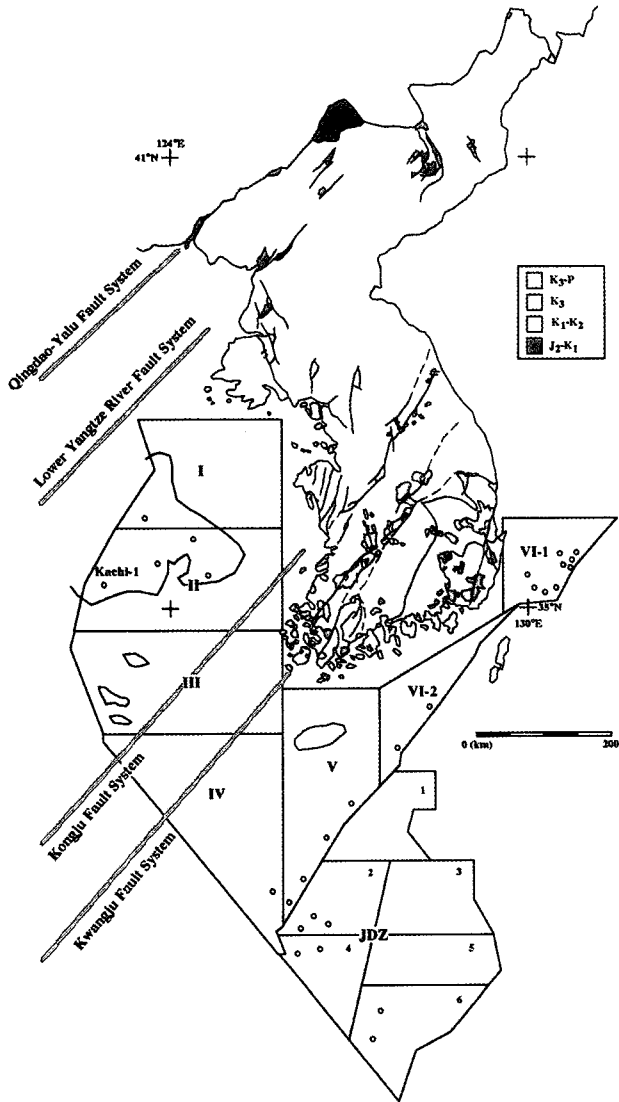 124°E
41°N
Qingdao-Yalu Fault System
Lower Yangtze River Fault System
K3-P
K3
K1-K2
J2-K1
I
Kachi-1
II
VI-1
35°N
130°E
III
VI-2
0 (km) 200
V
IV
Kongju Fault System
Kwangju Fault System
1
2
3
JDZ
4
5
6